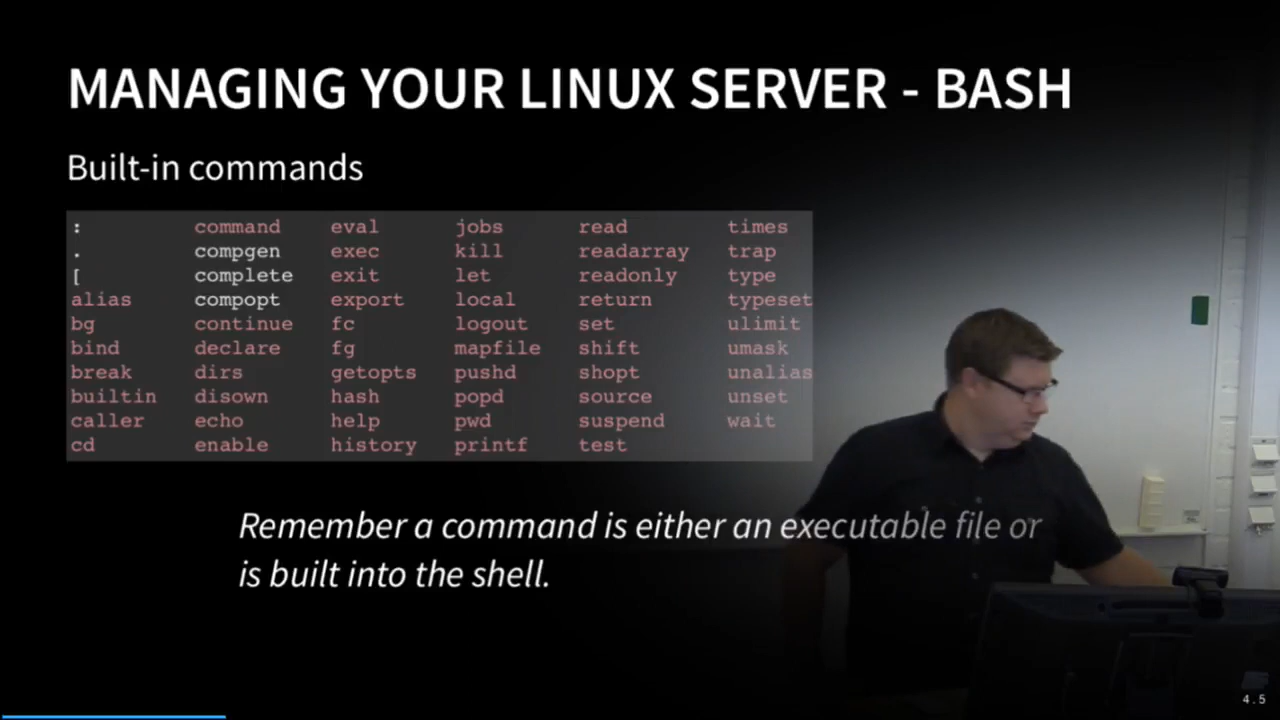 MANAGING YOUR LINUX SERVER - BASH
Built-in commands
: command eval jobs read times
. compgen exec kill readarray trap
[ complete exit let readonly type
alias compopt export local return typeset
bg continue fc logout set ulimit
bind declare fg mapfile shift umask
break dirs getopts pushd shopt unalias
builtin disown hash popd source unset
caller echo help pwd suspend wait
cd enable history printf test
Remember a command is either an executable file or
is built into the shell.
4.5